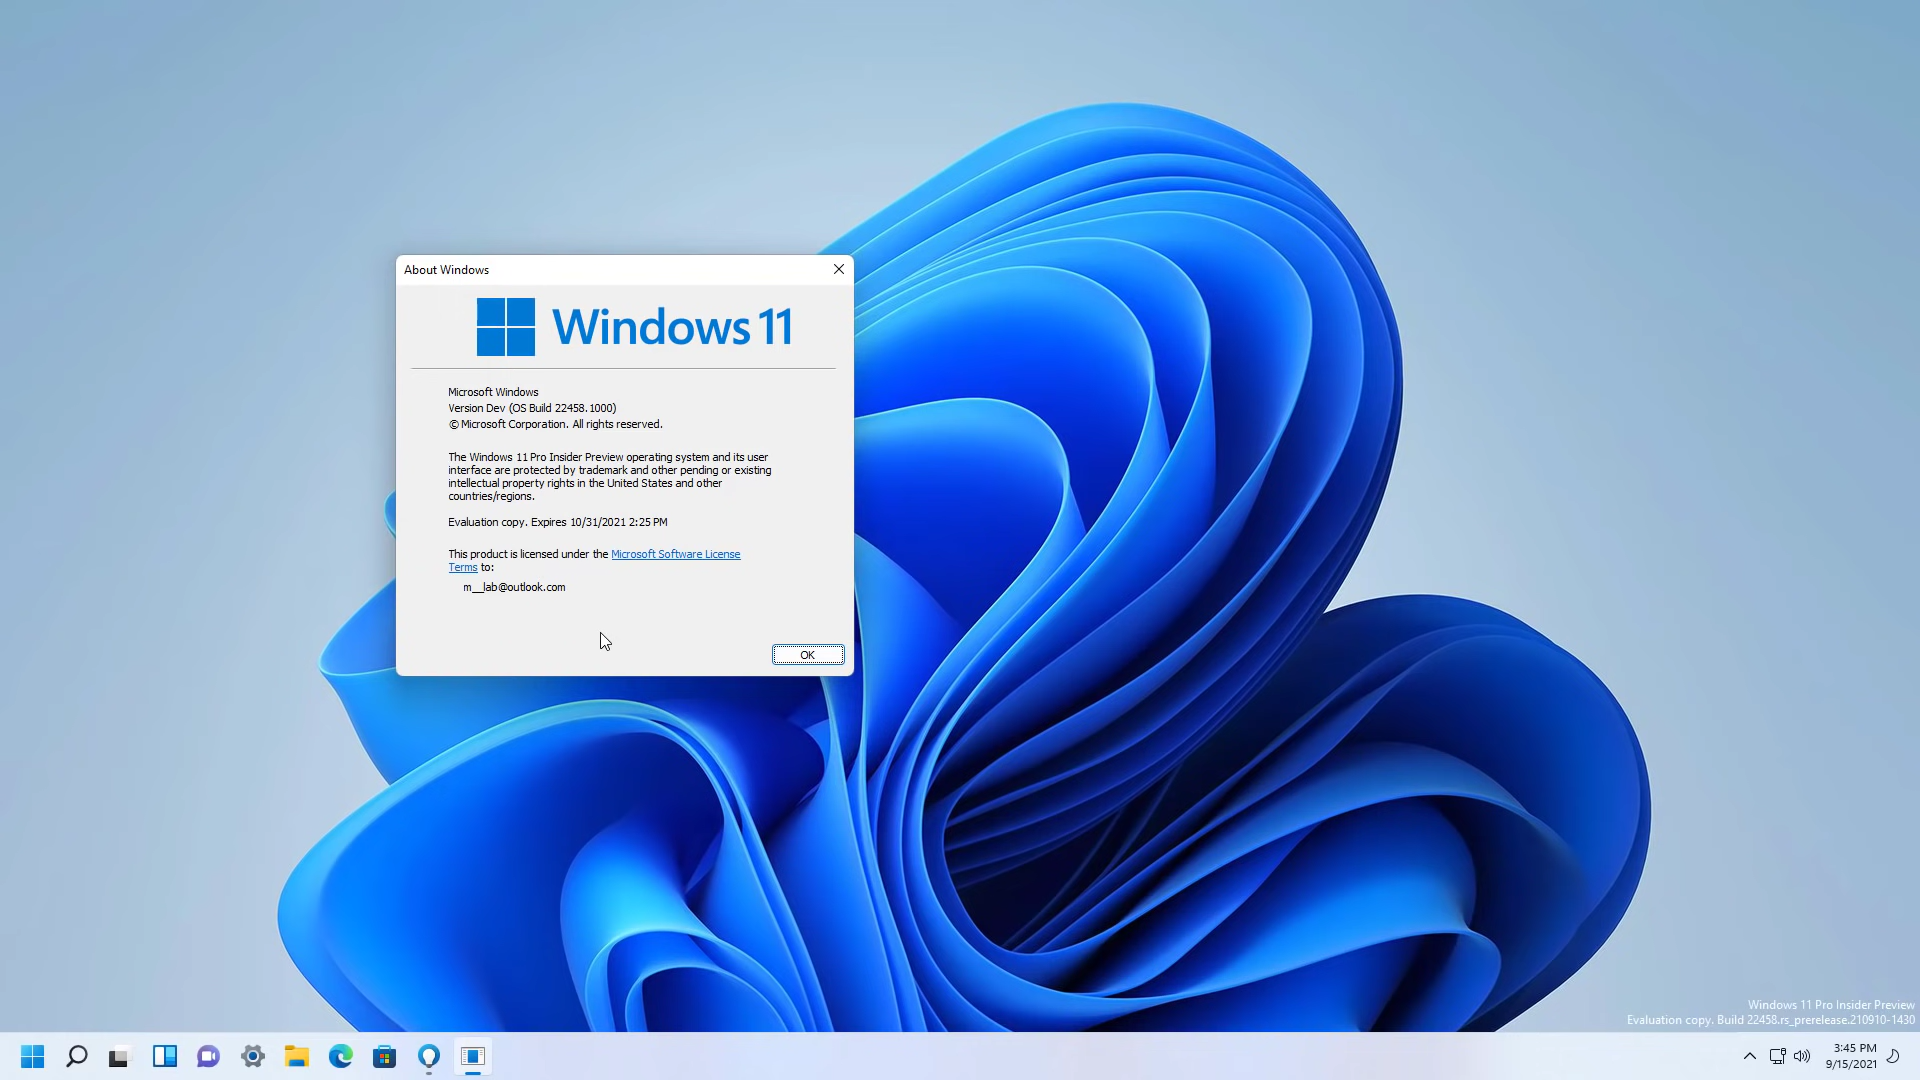 About Windows
Windows 11
Microsoft Windows
Version Dev (OS Build 22458.1000)
© Microsoft Corporation. All rights reserved.
The Windows 11 Pro Insider Preview operating system and its user
interface are protected by trademark and other pending or existing
intellectual property rights in the United States and other
countries/regions.
Evaluation copy. Expires 10/31/2021 2:25 PM
This product is licensed under the Microsoft Software License
Terms to:
m__lab@outlook.com
OK
Windows 11 Pro Insider Preview
Evaluation copy. Build 22458.rs_prerelease.210910-1430
3:45 PM
9/15/2021